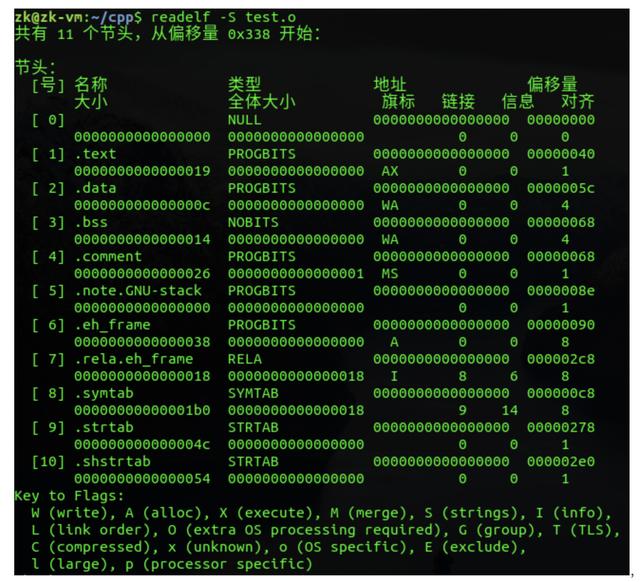 zk@zk-vm:~/cpp$ readelf -S test.o
共有 11 个节头，从偏移量 0x338 开始：
节头：
[号] 名称 类型 地址 偏移量
大小 全体大小 旗标 链接 信息 对齐
[ 0] NULL 0000000000000000 00000000
0000000000000000 0000000000000000 0 0 0
[ 1] .text PROGBITS 0000000000000000 00000040
0000000000000019 0000000000000000 AX 0 0 1
[ 2] .data PROGBITS 0000000000000000 0000005c
000000000000000c 0000000000000000 WA 0 0 4
[ 3] .bss NOBITS 0000000000000000 00000068
0000000000000014 0000000000000000 WA 0 0 4
[ 4] .comment PROGBITS 0000000000000000 00000068
0000000000000026 0000000000000001 MS 0 0 1
[ 5] .note.GNU-stack PROGBITS 0000000000000000 0000008e
0000000000000000 0000000000000000 0 0 1
[ 6] .eh_frame PROGBITS 0000000000000000 00000090
0000000000000038 0000000000000000 A 0 0 8
[ 7] .rela.eh_frame RELA 0000000000000000 000002c8
0000000000000018 0000000000000018 I 8 6 8
[ 8] .symtab SYMTAB 0000000000000000 000000c8
00000000000001b0 0000000000000018 9 14 8
[ 9] .strtab STRTAB 0000000000000000 00000278
000000000000004c 0000000000000000 0 0 1
[10] .shstrtab STRTAB 0000000000000000 000002e0
0000000000000054 0000000000000000 0 0 1
Key to Flags:
W (write), A (alloc), X (execute), M (merge), S (strings), I (info),
L (link order), O (extra OS processing required), G (group), T (TLS),
C (compressed), x (unknown), o (OS specific), E (exclude),
l (large), p (processor specific)
,